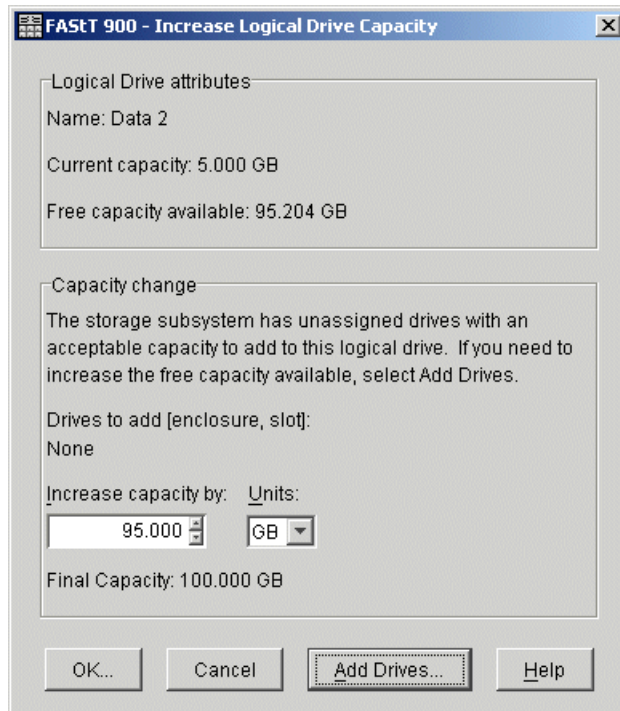 FAStT 900 - Increase Logical Drive Capacity
Logical Drive attributes
Name: Data 2
Current capacity: 5.000 GB
Free capacity available: 95.204 GB
Capacity change
The storage subsystem has unassigned drives with an
acceptable capacity to add to this logical drive. If you need to
increase the free capacity available, select Add Drives.
Drives to add [enclosure, slot]:
None
Increase capacity by: Units:
95.000 GB
Final Capacity: 100.000 GB
OK... Cancel Add Drives... Help